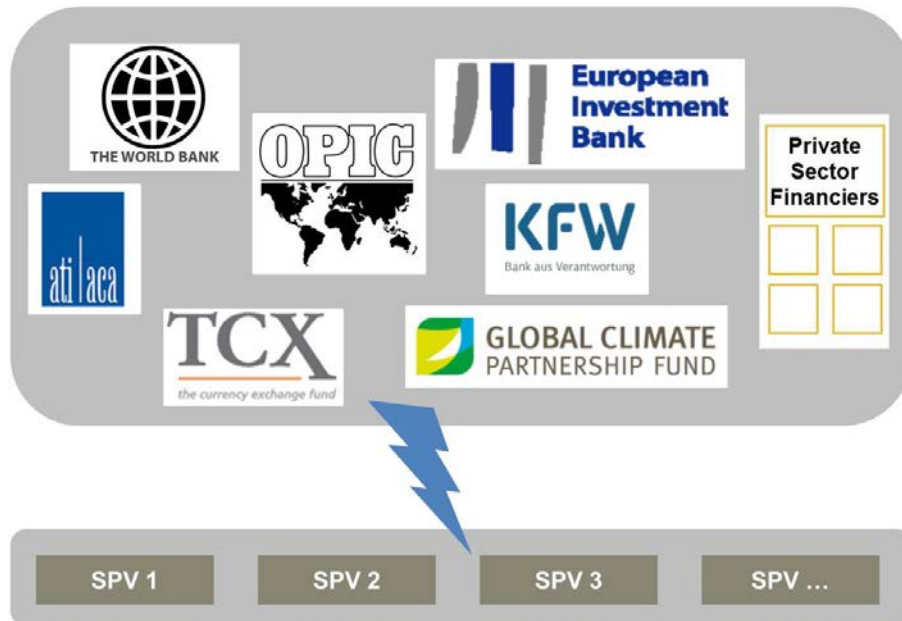 THE WORLD BANK
OPIC
European
Investment
Bank
Private
Sector
Financiers
ati aca
KFW
Bank aus Verantwortung
TCX
the currency exchange fund
GLOBAL CLIMATE
PARTNERSHIP FUND
SPV 1
SPV 2
SPV 3
SPV ...